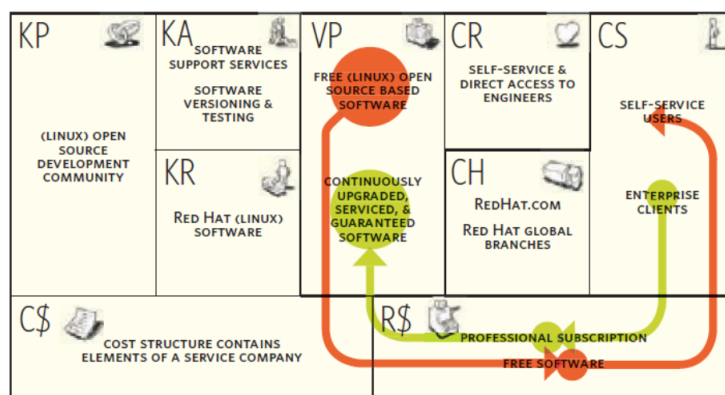 KP
(LINUX) OPEN
SOURCE
DEVELOPMENT
COMMUNITY
KA
SOFTWARE
SUPPORT SERVICES
SOFTWARE
VERSIONING &
TESTING
KR
RED HAT (LINUX)
SOFTWARE
VP
FREE (LINUX) OPEN
SOURCE BASED
SOFTWARE
CONTINUOUSLY
UPGRADED,
SERVICED, &
GUARANTEED
SOFTWARE
CR
SELF-SERVICE &
DIRECT ACCESS TO
ENGINEERS
CH
REDHAT.COM
RED HAT GLOBAL
BRANCHES
CS
SELF-SERVICE
USERS
ENTERPRISE
CLIENTS
C$
COST STRUCTURE CONTAINS
ELEMENTS OF A SERVICE COMPANY
R$
PROFESSIONAL SUBSCRIPTION
FREE SOFTWARE